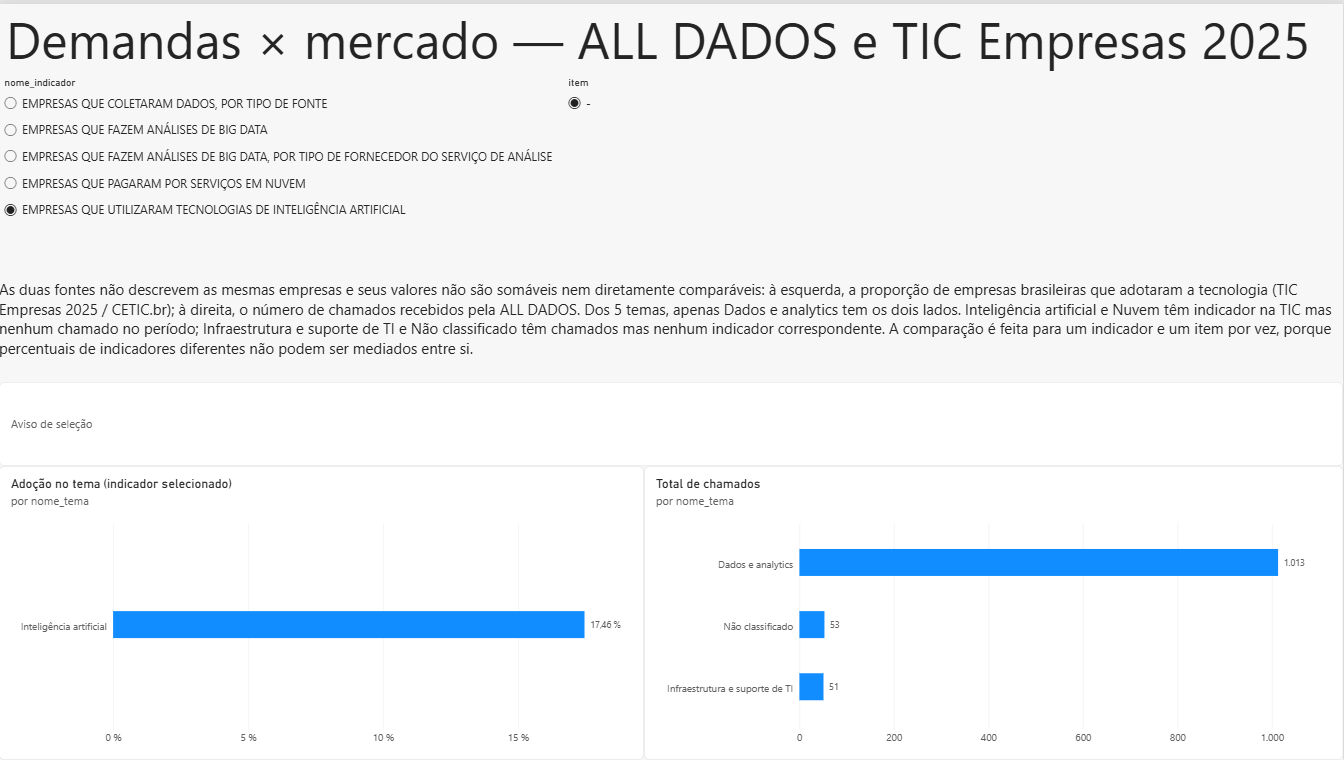 Demandas × mercado — ALL DADOS e TIC Empresas 2025
nome_indicador
EMPRESAS QUE COLETARAM DADOS, POR TIPO DE FONTE
EMPRESAS QUE FAZEM ANÁLISES DE BIG DATA
EMPRESAS QUE FAZEM ANÁLISES DE BIG DATA, POR TIPO DE FORNECEDOR DO SERVIÇO DE ANÁLISE
EMPRESAS QUE PAGARAM POR SERVIÇOS EM NUVEM
EMPRESAS QUE UTILIZARAM TECNOLOGIAS DE INTELIGÊNCIA ARTIFICIAL
item
-
As duas fontes não descrevem as mesmas empresas e seus valores não são somáveis nem diretamente comparáveis: à esquerda, a proporção de empresas brasileiras que adotaram a tecnologia (TIC
Empresas 2025 / CETIC.br); à direita, o número de chamados recebidos pela ALL DADOS. Dos 5 temas, apenas Dados e analytics tem os dois lados. Inteligência artificial e Nuvem têm indicador na TIC mas
nenhum chamado no período; Infraestrutura e suporte de TI e Não classificado têm chamados mas nenhum indicador correspondente. A comparação é feita para um indicador e um item por vez, porque
percentuais de indicadores diferentes não podem ser mediados entre si.
Aviso de seleção
Adoção no tema (indicador selecionado)
por nome_tema
Inteligência artificial
17,46 %
0 %
5 %
10 %
15 %
Total de chamados
por nome_tema
Dados e analytics
1.013
Não classificado
53
Infraestrutura e suporte de TI
51
0
200
400
600
800
1.000